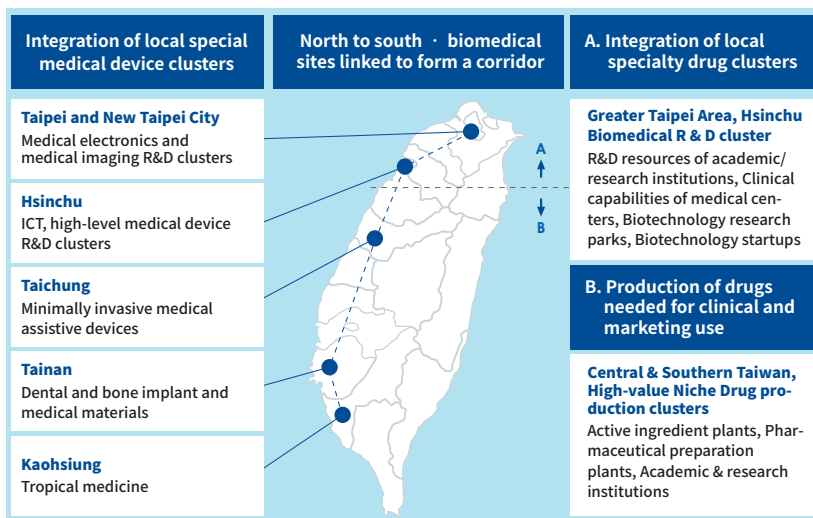 Integration of local special
medical device clusters
Taipei and New Taipei City
Medical electronics and
medical imaging R&D clusters
Hsinchu
ICT, high-level medical device
R&D clusters
Taichung
Minimally invasive medical
assistive devices
Tainan
Dental and bone implant and
medical materials
Kaohsiung
Tropical medicine
North to south · biomedical
sites linked to form a corridor
A
B
A. Integration of local
specialty drug clusters
Greater Taipei Area, Hsinchu
Biomedical R & D cluster
R&D resources of academic/
research institutions, Clinical
capabilities of medical cen-
ters, Biotechnology research
parks, Biotechnology startups
B. Production of drugs
needed for clinical and
marketing use
Central & Southern Taiwan,
High-value Niche Drug pro-
duction clusters
Active ingredient plants, Phar-
maceutical preparation
plants, Academic & research
institutions